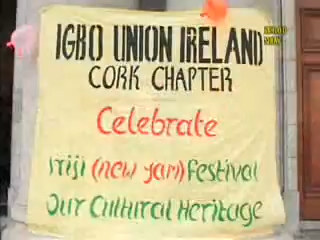 IGBO UNION IRELAND
CORK CHAPTER
Celebrate
Iriji (new yam) Festival
Our Cultural Heritage